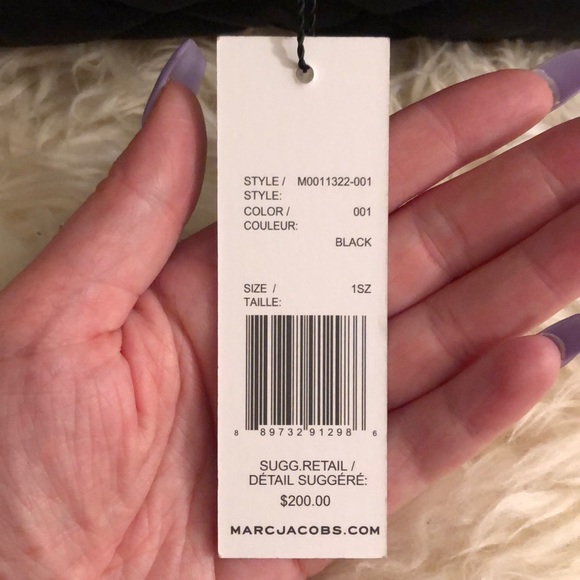 STYLE / M0011322-001
STYLE:
COLOR / 001
COULEUR:
BLACK
SIZE / 1SZ
TAILLE:
8 89732 91298 6
SUGG.RETAIL /
DÉTAIL SUGGÉRÉ:
$200.00
MARCJACOBS.COM